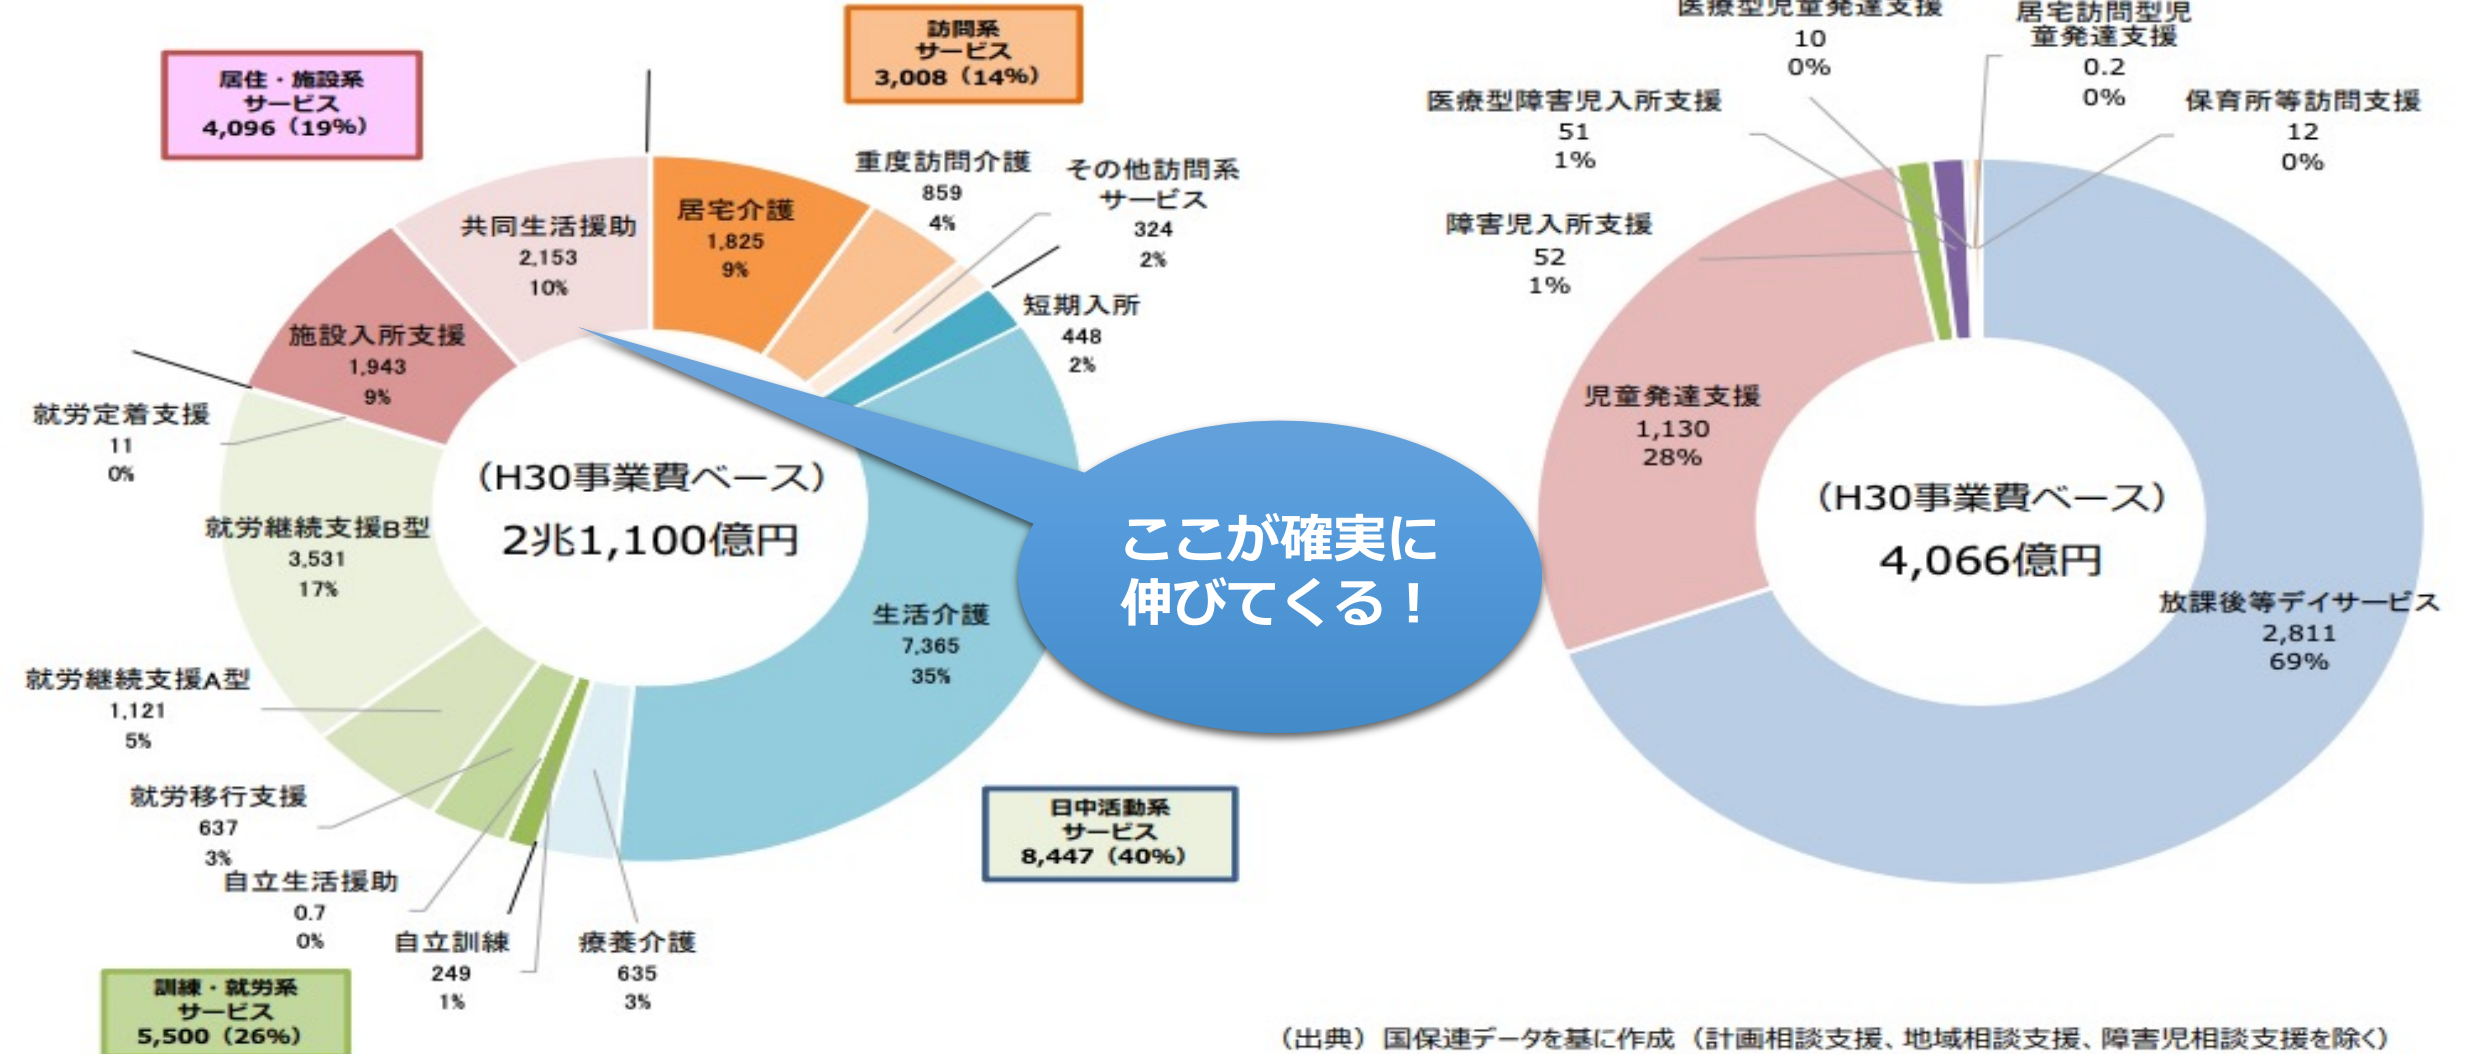 居住・施設系
サービス
4,096（19%）
訪問系
サービス
3,008（14%）
共同生活援助
2,153
10%
居宅介護
1,825
9%
重度訪問介護
859
4%
その他訪問系
サービス
324
2%
短期入所
448
2%
施設入所支援
1,943
9%
就労定着支援
11
0%
（H30事業費ベース）
2兆1,100億円
就労継続支援B型
3,531
17%
生活介護
7,365
35%
就労継続支援A型
1,121
5%
就労移行支援
637
3%
自立生活援助
0.7
0%
自立訓練
249
1%
療養介護
635
3%
日中活動系
サービス
8,447（40%）
訓練・就労系
サービス
5,500（26%）
ここが確実に
伸びてくる！
医療型児童発達支援
10
0%
居宅訪問型児
童発達支援
0.2
0%
医療型障害児入所支援
51
1%
保育所等訪問支援
12
0%
障害児入所支援
52
1%
児童発達支援
1,130
28%
（H30事業費ベース）
4,066億円
放課後等デイサービス
2,811
69%
（出典）国保連データを基に作成（計画相談支援、地域相談支援、障害児相談支援を除く）